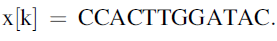 x[k] = CCACTTGGATAC.